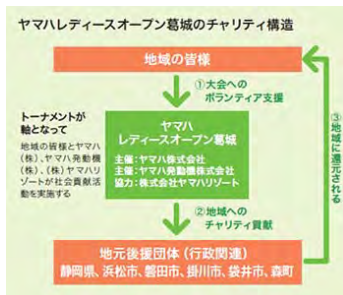 ヤマハレディースオープン葛城のチャリティ構造
地域の皆様
①大会への
ボランティア支援
トーナメントが
軸となって
地域の皆様とヤマハ
(株)、ヤマハ発動機
(株)、(株)ヤマハリ
ゾートが社会貢献活
動を実施する
ヤマハ
レディースオープン葛城
主催：ヤマハ株式会社
主催：ヤマハ発動機株式会社
協力：株式会社ヤマハリゾート
③地域に還元される
②地域への
チャリティ貢献
地元後援団体（行政関連）
静岡県、浜松市、磐田市、掛川市、袋井市、森町